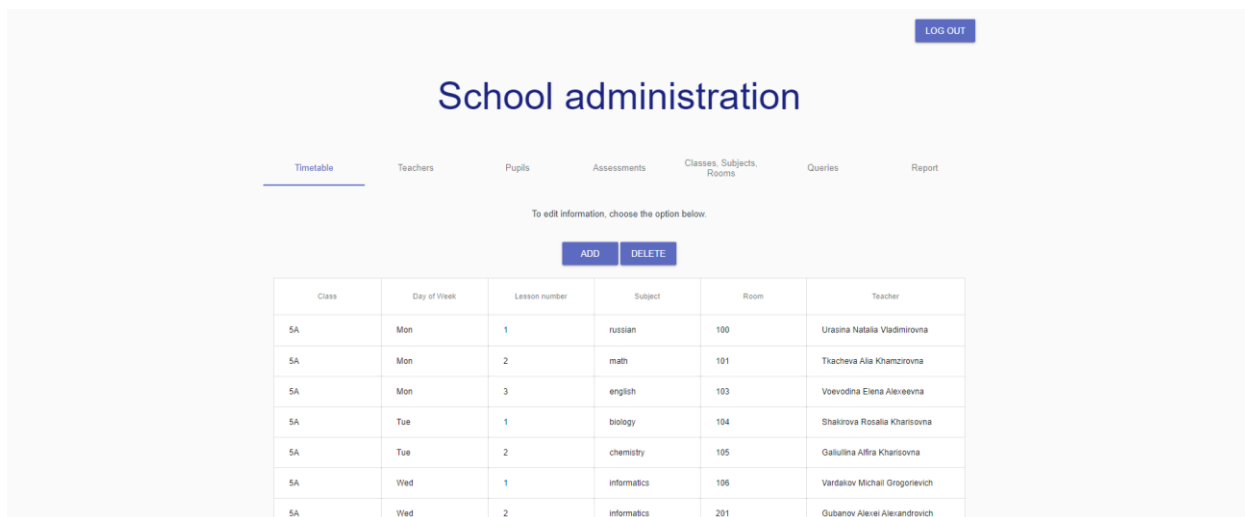 LOG OUT
School administration
Timetable Teachers Pupils Assessments Classes, Subjects, Rooms Queries Report
To edit information, choose the option below.
ADD DELETE
Class Day of Week Lesson number Subject Room Teacher
5A Mon 1 russian 100 Urasina Natalia Vladimirovna
5A Mon 2 math 101 Tkacheva Alia Khamzirovna
5A Mon 3 english 103 Voevodina Elena Alexeevna
5A Tue 1 biology 104 Shakirova Rosalia Kharisovna
5A Tue 2 chemistry 105 Galiullina Alfira Kharisovna
5A Wed 1 informatics 106 Vardakov Michail Grogorievich
5A Wed 2 informatics 201 Gubanov Alexei Alexandrovich